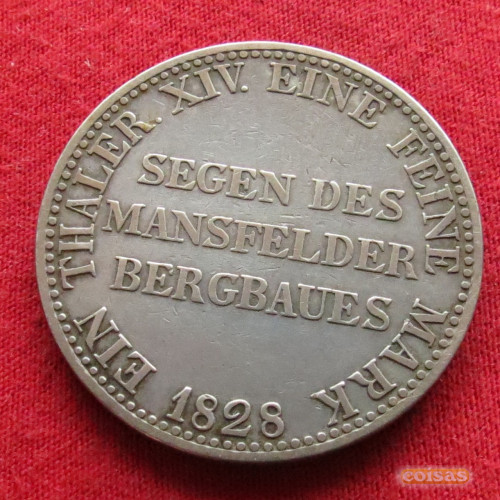 EIN THALER. XIV. EINE FEINE MARK
SEGEN DES
MANSFELDER
BERGBAUES
1828
coisas